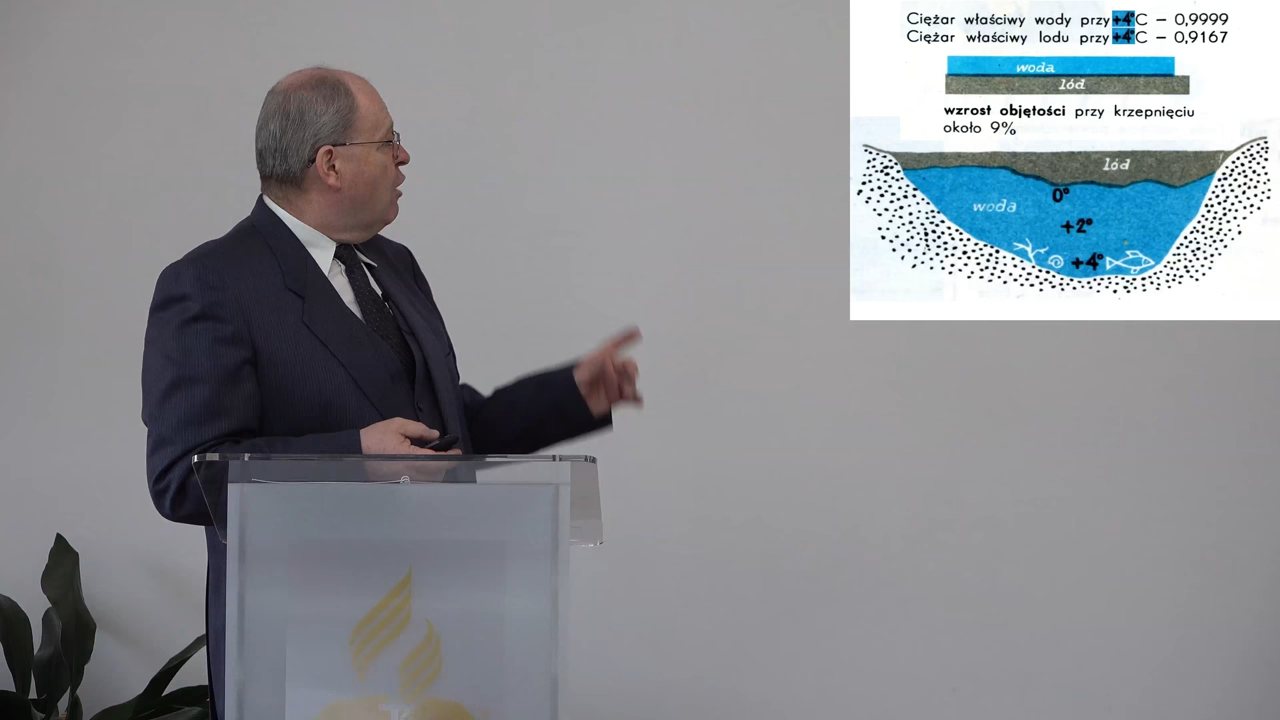 Ciężar właściwy wody przy +4°C – 0,9999
Ciężar właściwy lodu przy +4°C – 0,9167
woda
lód
wzrost objętości przy krzepnięciu
około 9%
lód
0°
woda
+2°
+4°